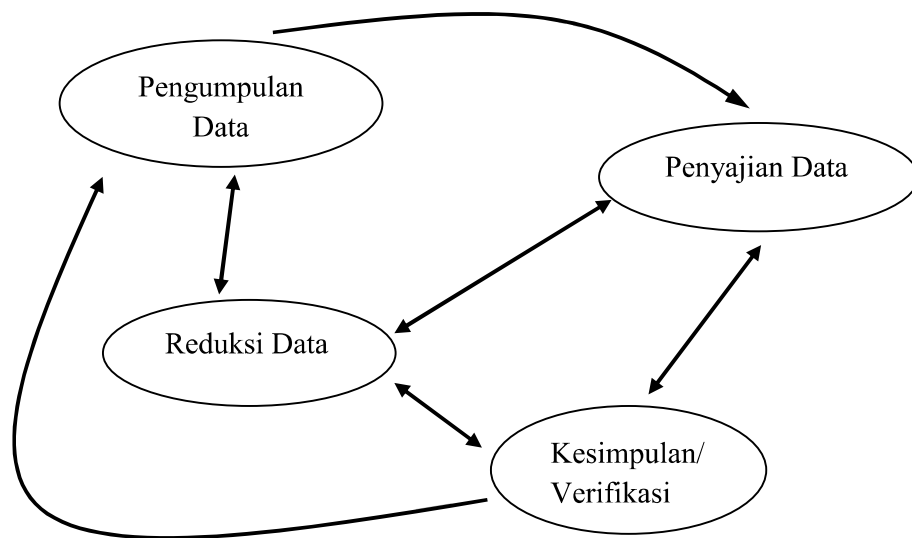 Pengumpulan
Data
Penyajian Data
Reduksi Data
Kesimpulan/
Verifikasi